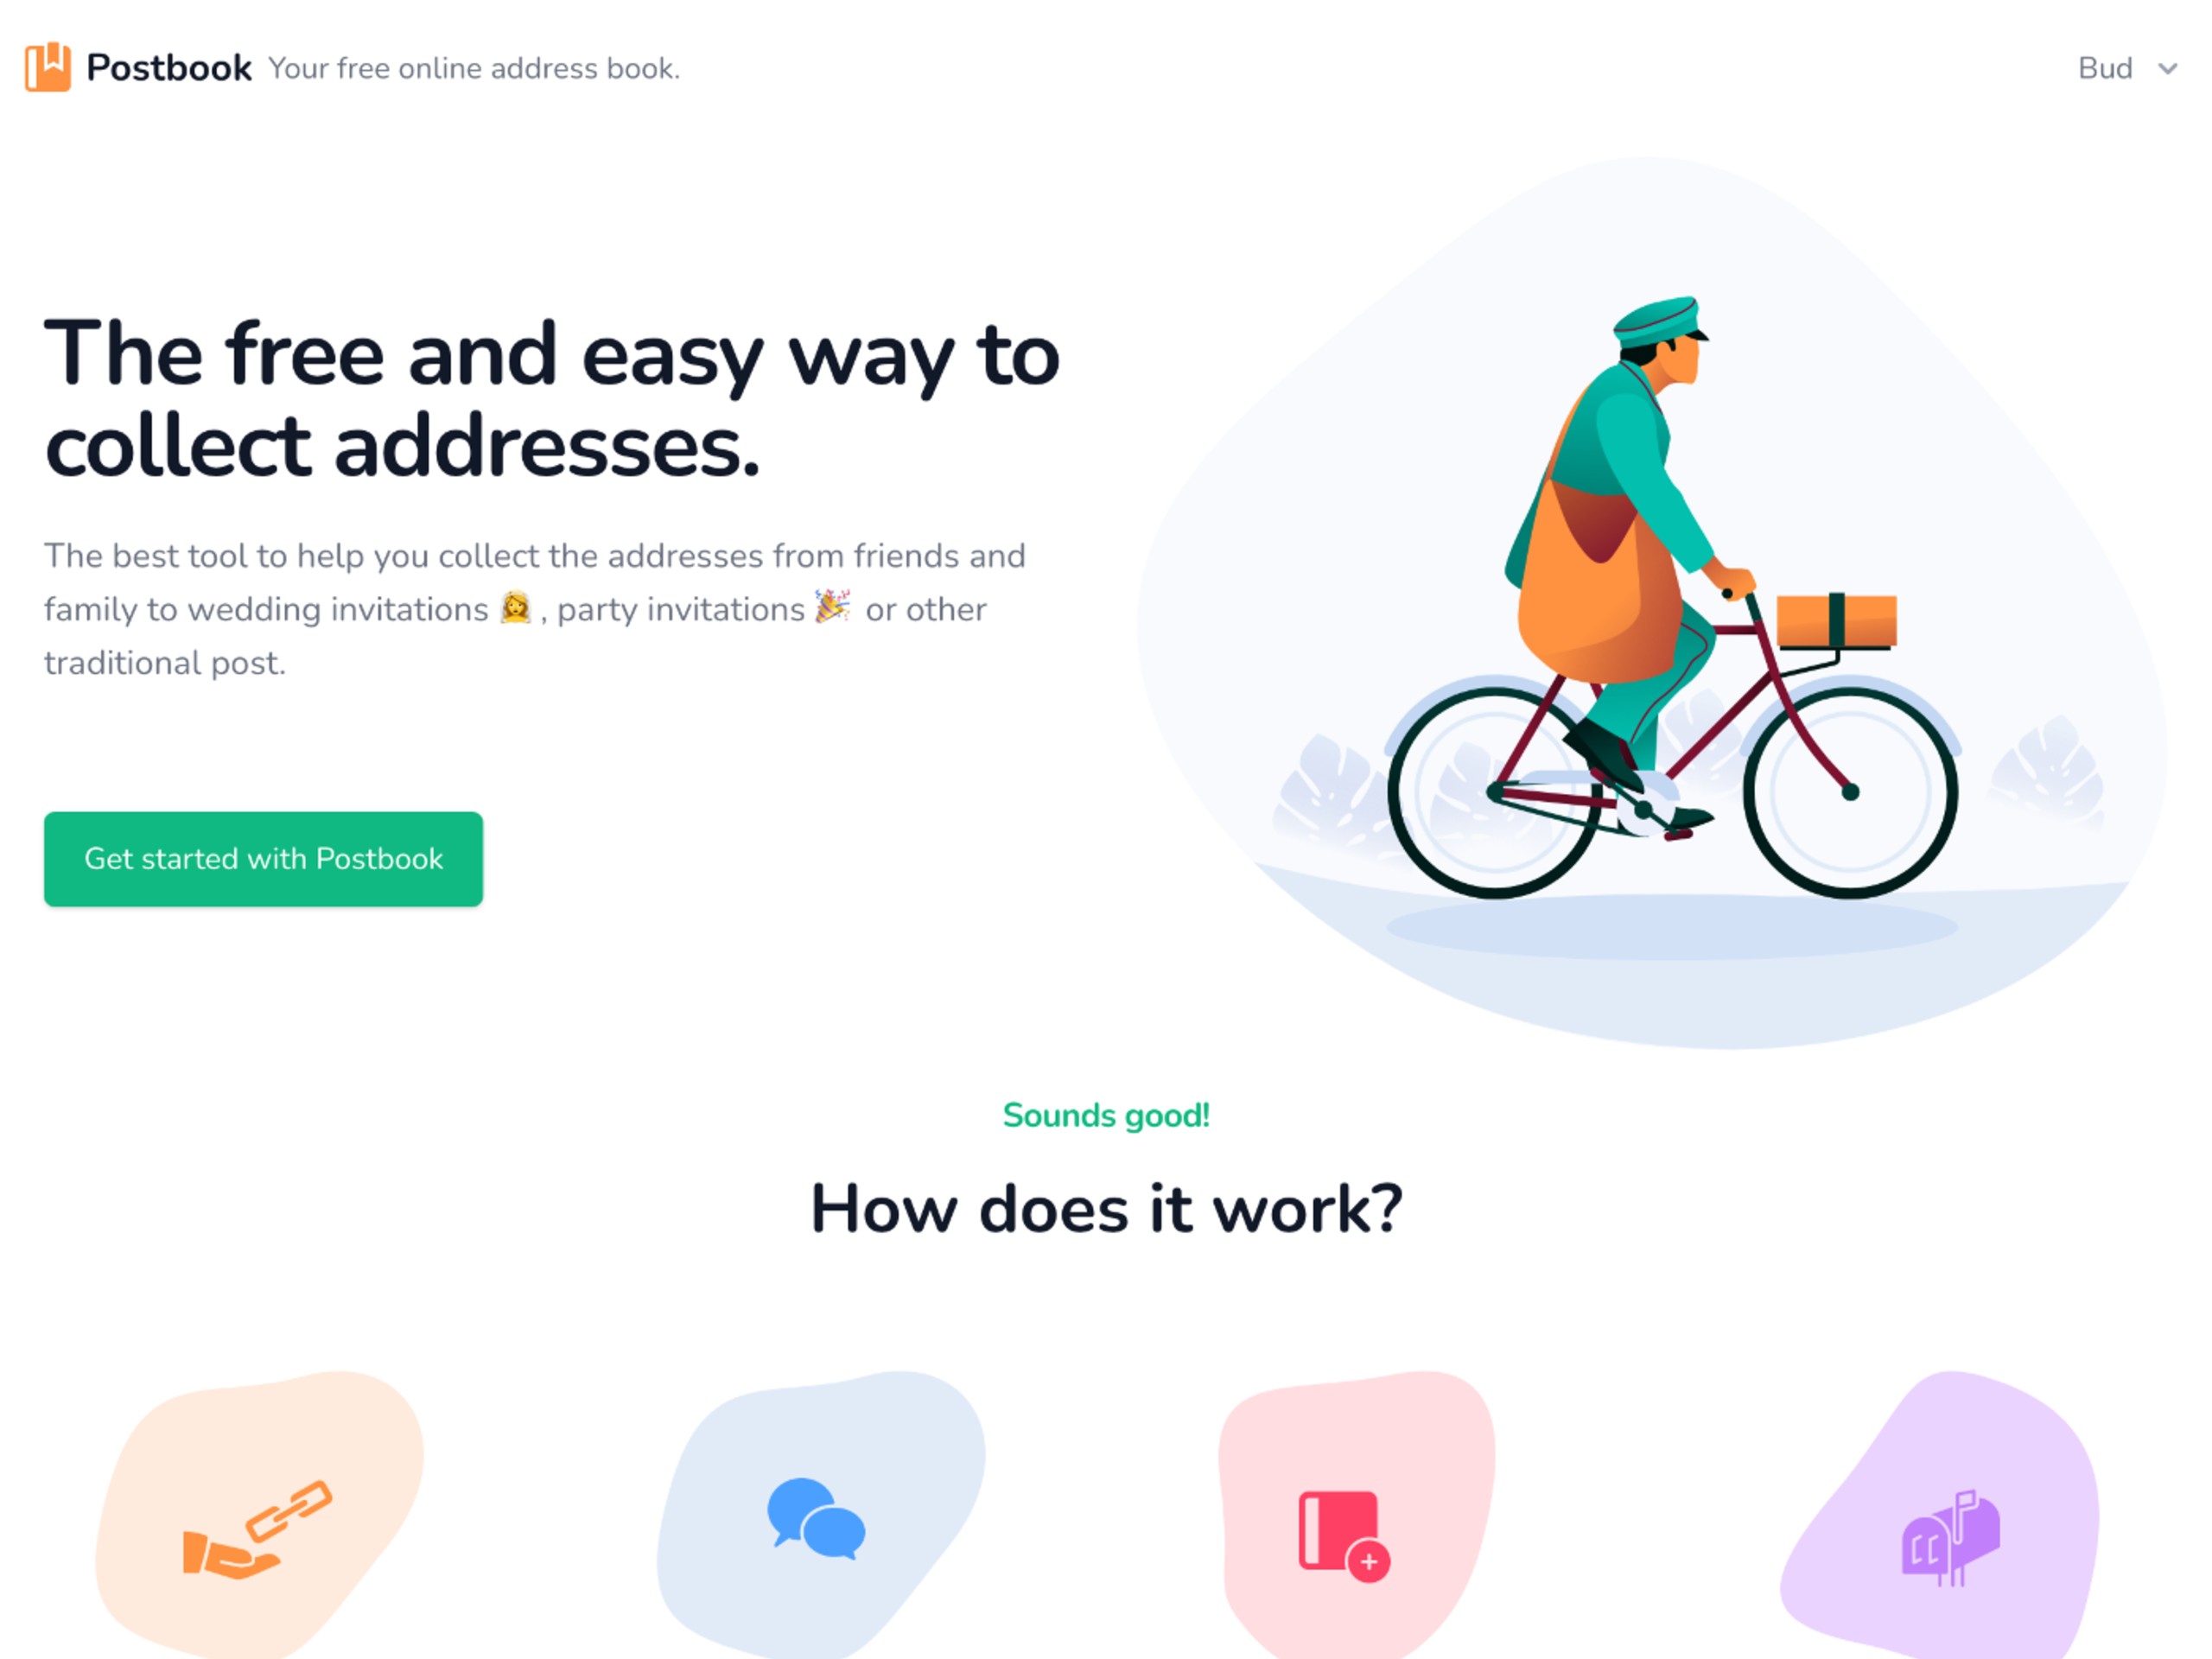 Postbook Your free online address book.
Bud
The free and easy way to
collect addresses.
The best tool to help you collect the addresses from friends and
family to wedding invitations 👰, party invitations 🎉 or other
traditional post.
Get started with Postbook
Sounds good!
How does it work?